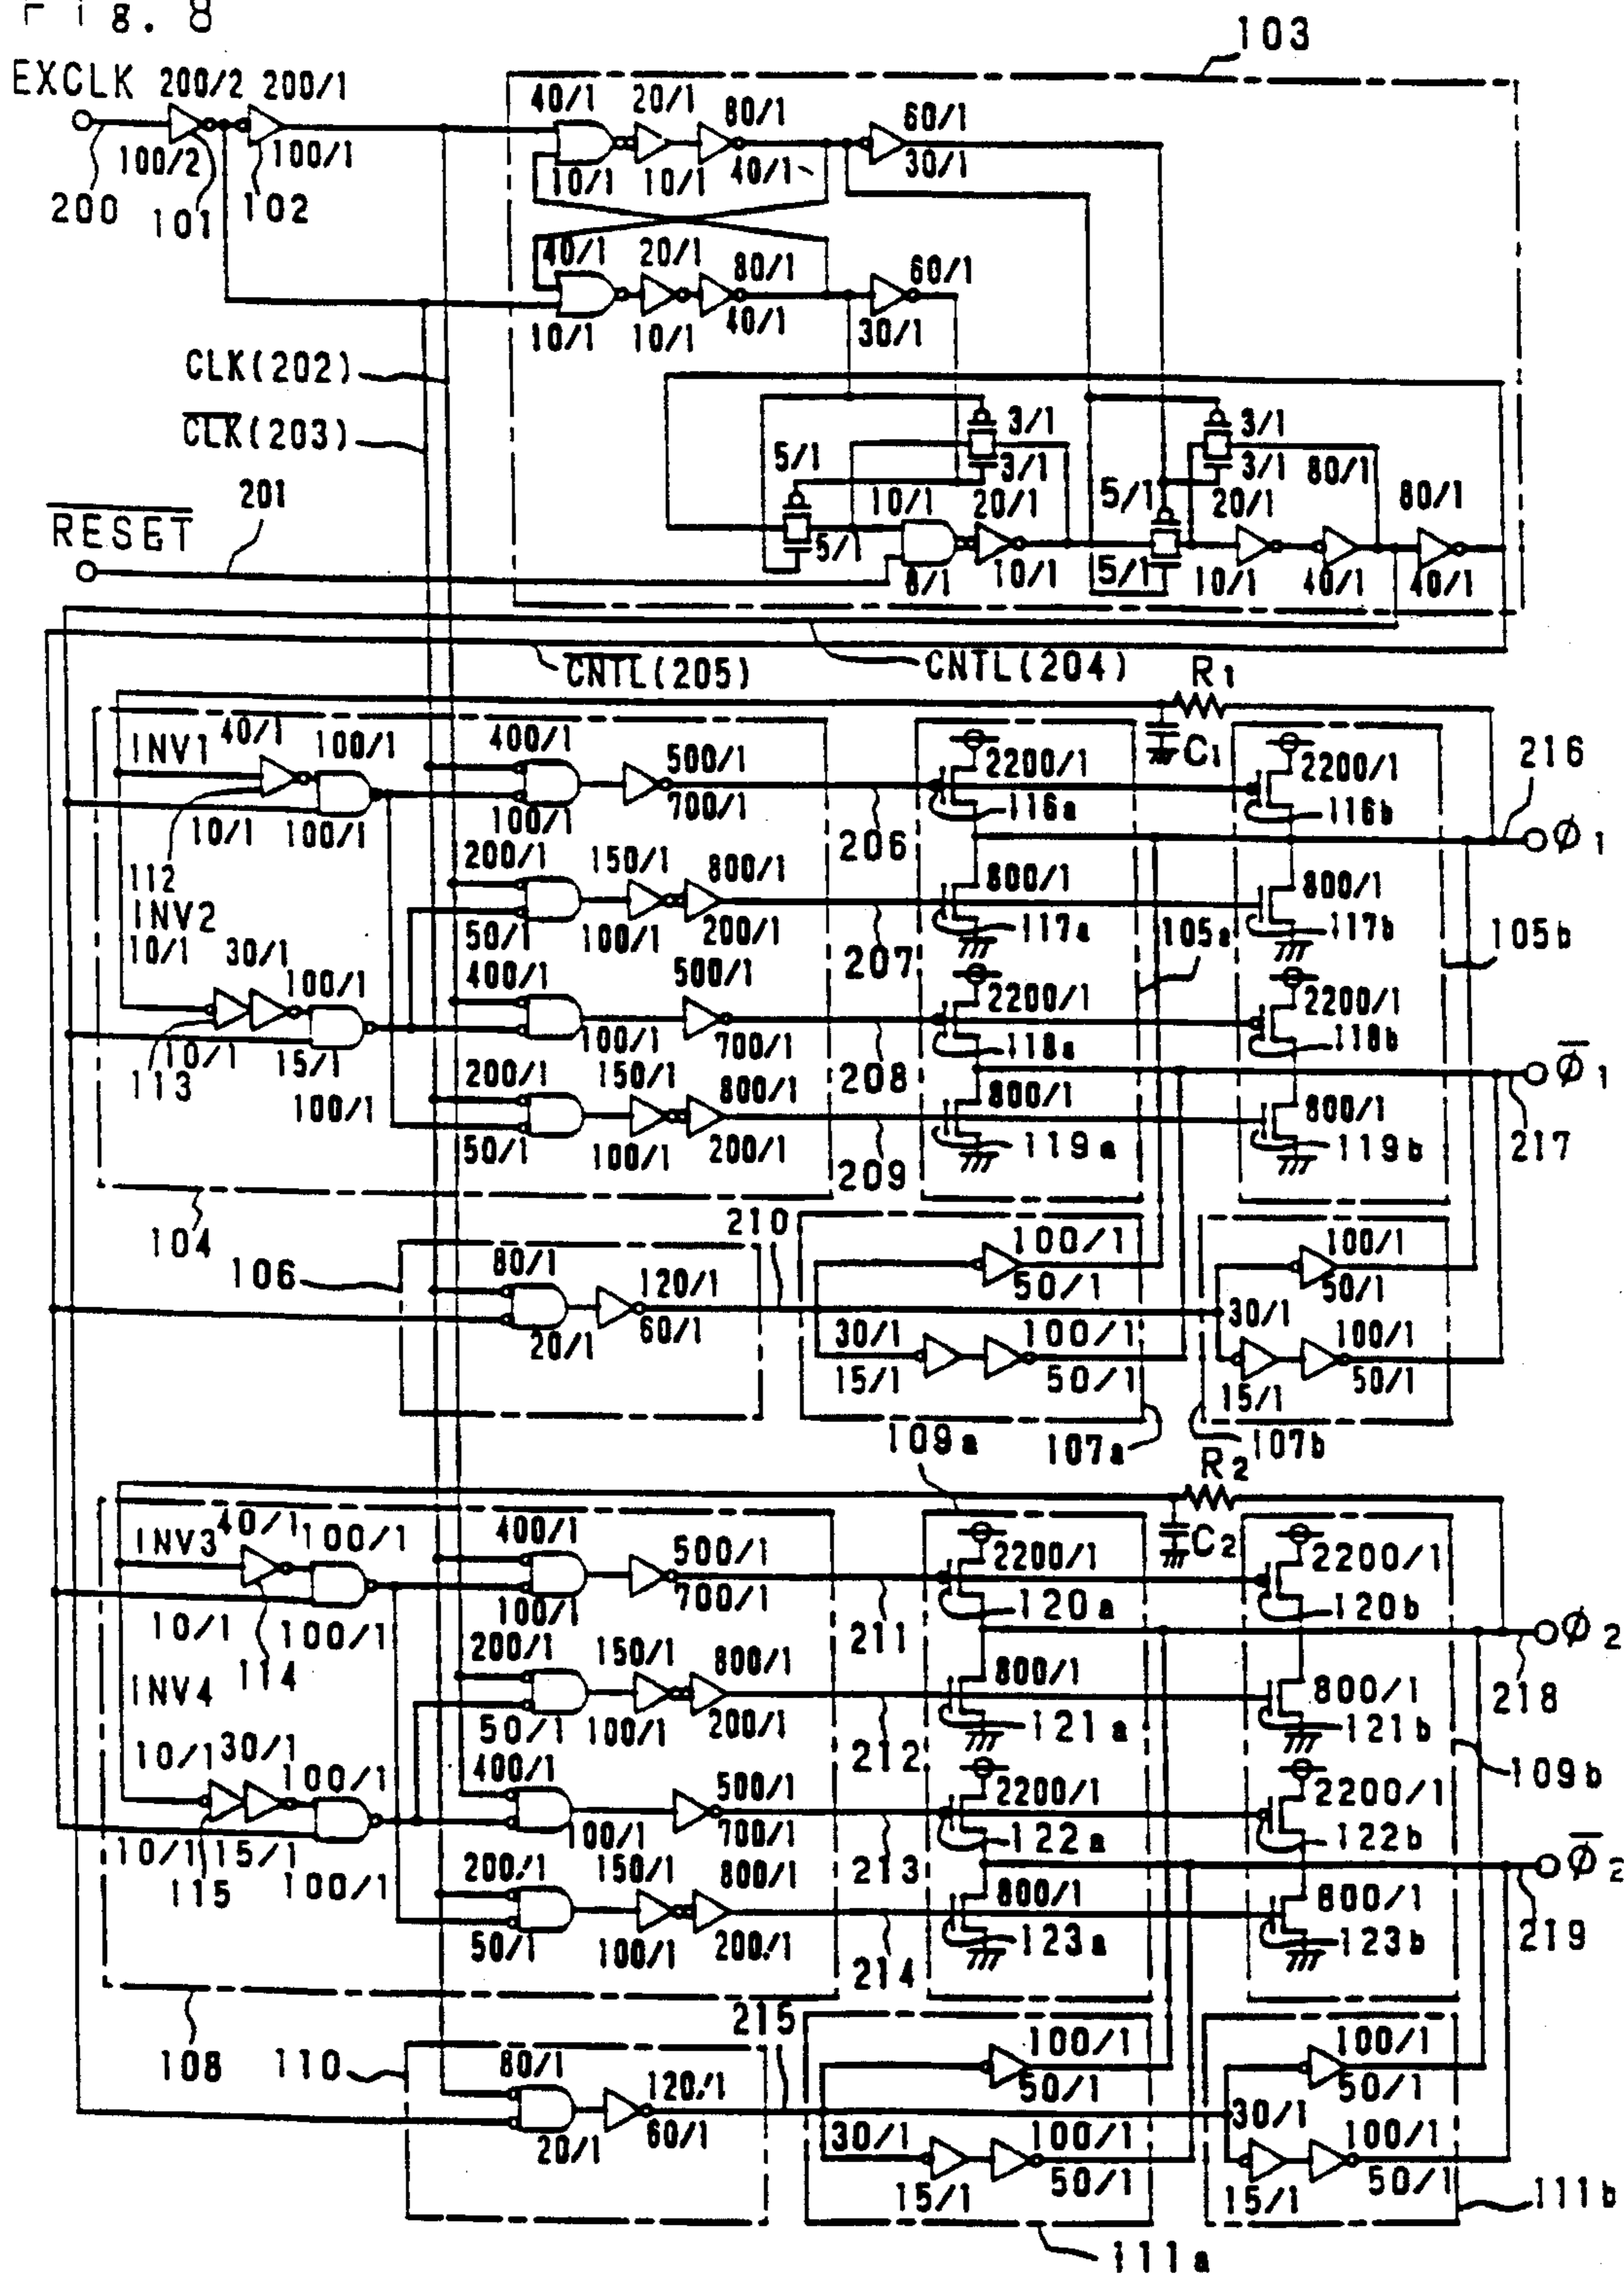 Fig. 8
103
EXCLK 200/2 200/1
40/1 20/1 80/1 60/1
100/2 100/1
10/1 10/1 40/1 30/1
200 101 102
40/1 20/1 80/1 60/1
10/1 10/1 40/1 30/1
CLK(202)
CLK(203)
3/1 3/1
5/1 3/1 3/1 80/1
201 10/1 20/1 5/1 20/1 80/1
RESET
5/1 8/1 10/1 5/1 10/1 40/1 40/1
CNTL(205) CNTL(204) R1
INV1 40/1 100/1 400/1 500/1 2200/1 C1 2200/1 216
10/1 100/1 100/1 700/1 116a 116b
206 φ1
112 200/1 150/1 800/1 800/1 800/1
INV2
50/1 100/1 200/1 117a 105a 117b 105b
10/1 30/1 100/1 400/1 500/1 207 2200/1 2200/1
100/1 700/1 118a 118b
10/1 15/1 208 φ1
113 200/1 150/1 800/1 800/1 800/1
100/1
50/1 100/1 200/1 119a 119b 217
209
104 210
106 80/1 120/1 100/1 100/1
20/1 60/1 50/1 50/1
30/1 100/1 30/1 100/1
15/1 50/1 15/1 50/1
109a 107a 107b
R2
INV3 40/1 100/1 400/1 500/1 2200/1 C2 2200/1
10/1 100/1 100/1 700/1 120a 120b
211 φ2
114 200/1 150/1 800/1 800/1 800/1 218
INV4
50/1 100/1 200/1 121a 121b
212
10/1 30/1 100/1 400/1 500/1 2200/1 2200/1 109b
100/1 700/1 122a 122b
10/1 15/1 213 φ2
115 100/1 200/1 150/1 800/1 800/1 800/1
50/1 100/1 200/1 123a 123b 219
214
215
108 110 80/1 120/1 100/1 100/1
20/1 60/1 50/1 50/1
30/1 100/1 30/1 100/1
15/1 50/1 15/1 50/1 111b
111a